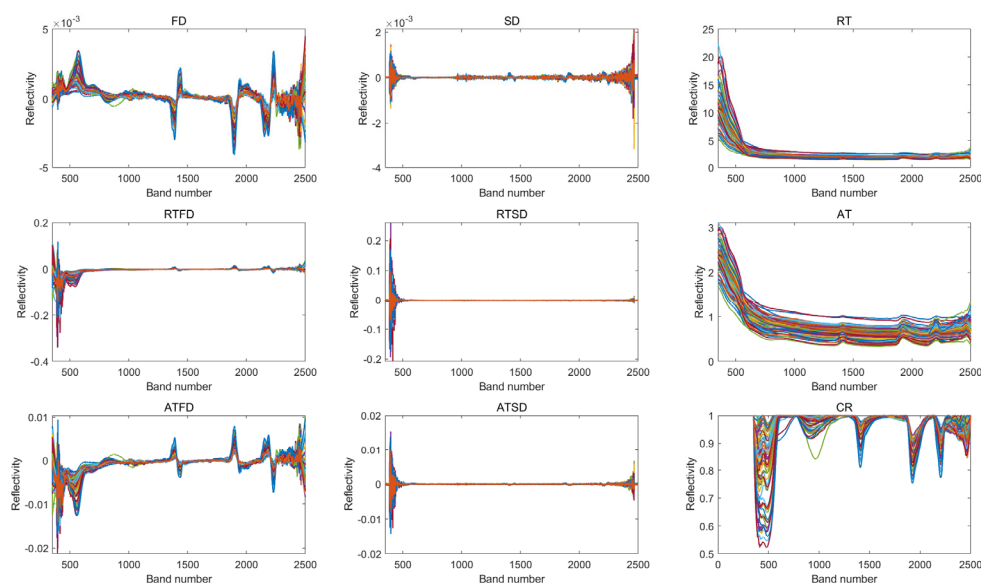 FD
×10⁻³
5
0
-5
Reflectivity
500 1000 1500 2000 2500
Band number
SD
×10⁻³
2
0
-2
-4
Reflectivity
500 1000 1500 2000 2500
Band number
RT
25
20
15
10
5
0
Reflectivity
500 1000 1500 2000 2500
Band number
RTFD
0.2
0
-0.2
-0.4
Reflectivity
500 1000 1500 2000 2500
Band number
RTSD
0.2
0.1
0
-0.1
-0.2
Reflectivity
500 1000 1500 2000 2500
Band number
AT
3
2
1
0
Reflectivity
500 1000 1500 2000 2500
Band number
ATFD
0.01
0
-0.01
-0.02
Reflectivity
500 1000 1500 2000 2500
Band number
ATSD
0.02
0.01
0
-0.01
-0.02
Reflectivity
500 1000 1500 2000 2500
Band number
CR
1
0.9
0.8
0.7
0.6
0.5
Reflectivity
0 500 1000 1500 2000 2500
Band number